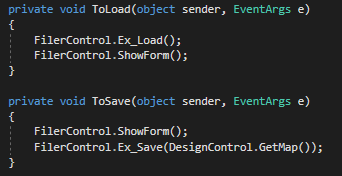 private void ToLoad(object sender, EventArgs e)
{
    FilerControl.Ex_Load();
    FilerControl.ShowForm();
}
private void ToSave(object sender, EventArgs e)
{
    FilerControl.ShowForm();
    FilerControl.Ex_Save(DesignControl.GetMap());
}